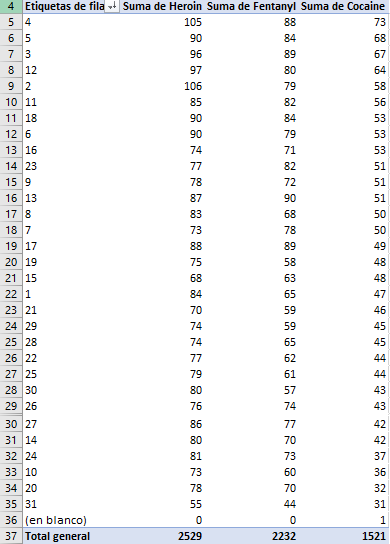 4 Etiquetas de fila Suma de Heroin Suma de Fentanyl Suma de Cocaine
5 4 105 88 73
6 5 90 84 68
7 3 96 89 67
8 12 97 80 64
9 2 106 79 58
10 11 85 82 56
11 18 90 84 53
12 6 90 79 53
13 16 74 71 53
14 23 77 82 51
15 9 78 72 51
16 13 87 90 51
17 8 83 68 50
18 7 73 78 50
19 17 88 89 49
20 19 75 58 48
21 15 68 63 48
22 1 84 65 47
23 21 70 59 46
24 29 74 59 45
25 28 74 65 45
26 22 77 62 44
27 25 79 61 44
28 30 80 57 43
29 26 76 74 43
30 27 86 77 42
31 14 80 70 42
32 24 81 73 37
33 10 73 60 36
34 20 78 70 32
35 31 55 44 31
36 (en blanco) 0 0 1
37 Total general 2529 2232 1521